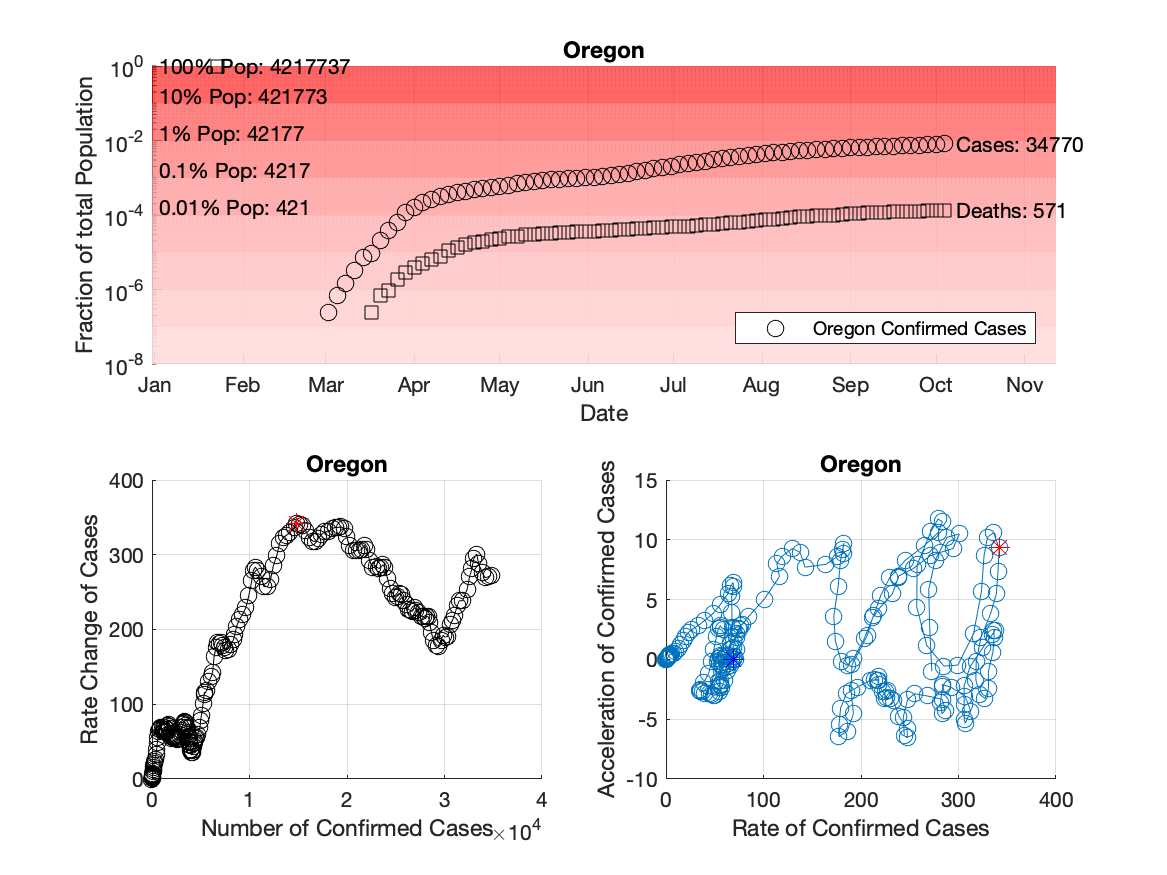 Oregon
Fraction of total Population
10^0
10^-2
10^-4
10^-6
10^-8
100% Pop: 4217737
10% Pop: 421773
1% Pop: 42177
0.1% Pop: 4217
0.01% Pop: 421
Cases: 34770
Deaths: 571
Oregon Confirmed Cases
Jan Feb Mar Apr May Jun Jul Aug Sep Oct Nov
Date
Oregon
Rate Change of Cases
400
300
200
100
0
0 1 2 3 4
Number of Confirmed Cases ×10^4
Oregon
Acceleration of Confirmed Cases
15
10
5
0
-5
-10
0 100 200 300 400
Rate of Confirmed Cases